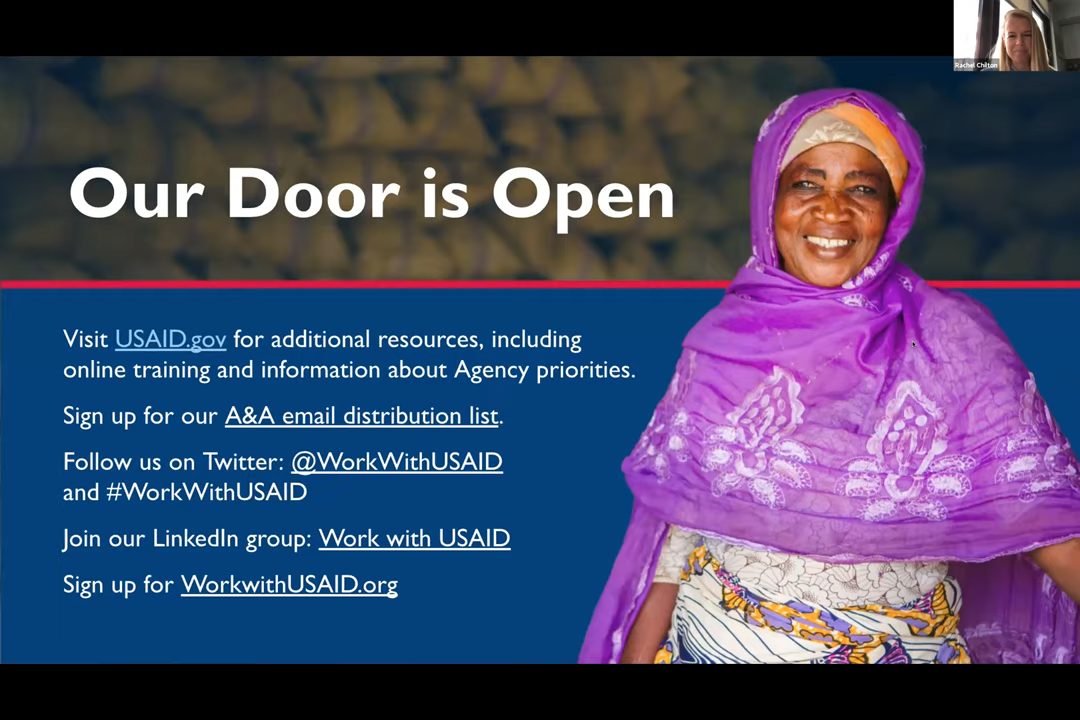 Rachel Chilton
Our Door is Open
Visit USAID.gov for additional resources, including
online training and information about Agency priorities.
Sign up for our A&A email distribution list.
Follow us on Twitter: @WorkWithUSAID
and #WorkWithUSAID
Join our LinkedIn group: Work with USAID
Sign up for WorkwithUSAID.org